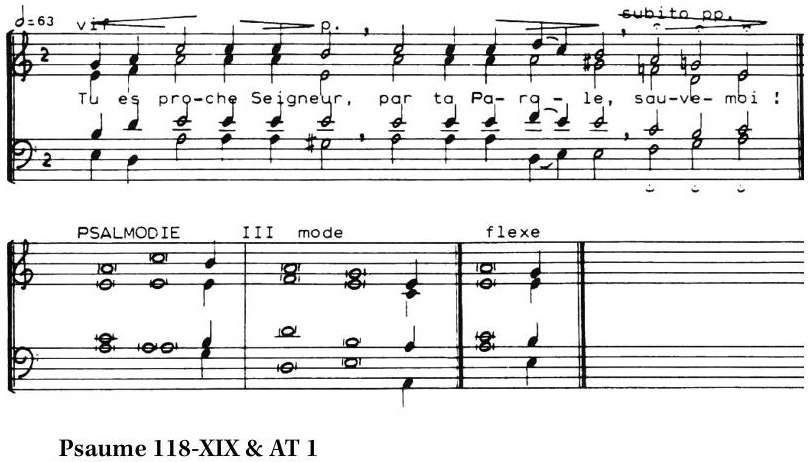 ♩=63 vif p. subito pp.
Tu es pro-che Seigneur, par ta Pa- ra - le, sau-ve- moi !
PSALMODIE III mode flexe
Psaume 118-XIX & AT 1